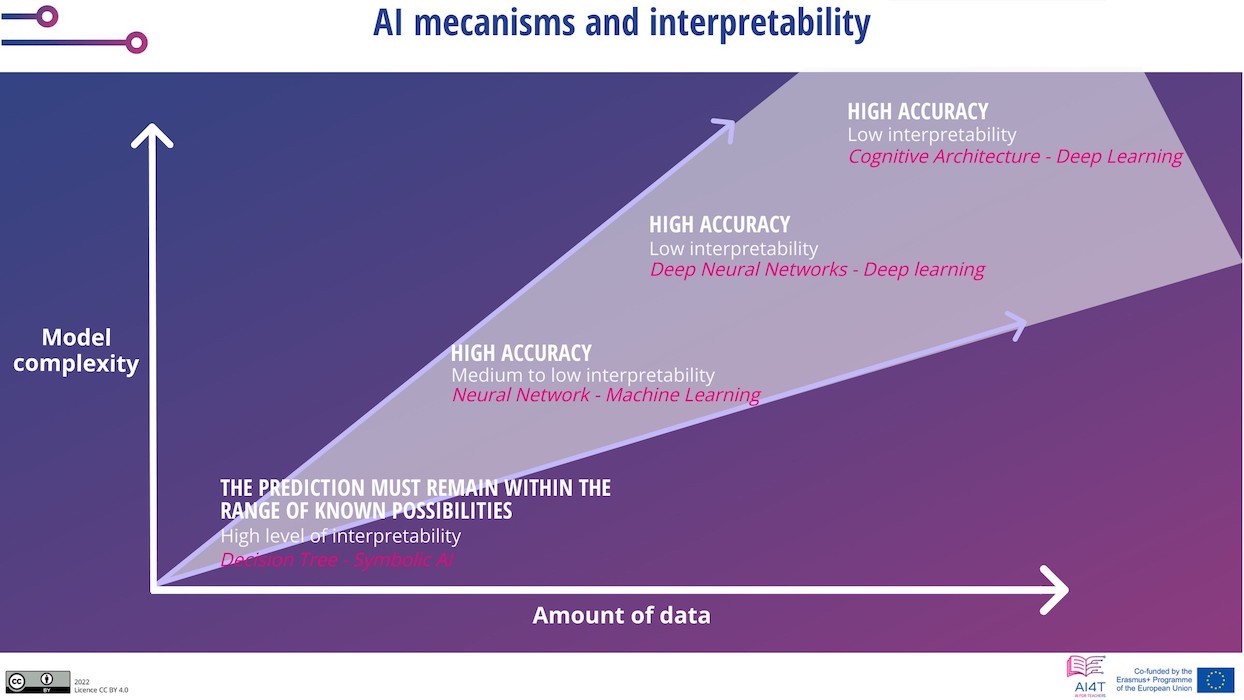 AI mecanisms and interpretability
HIGH ACCURACY
Low interpretability
Cognitive Architecture - Deep Learning
HIGH ACCURACY
Low interpretability
Deep Neural Networks - Deep learning
Model
complexity
HIGH ACCURACY
Medium to low interpretability
Neural Network - Machine Learning
THE PREDICTION MUST REMAIN WITHIN THE
RANGE OF KNOWN POSSIBILITIES
High level of interpretability
Decision Tree - Symbolic AI
Amount of data
cc
BY
2022
Licence CC BY 4.0
AI4T
AI FOR TEACHERS
Co-funded by the
Erasmus+ Programme
of the European Union